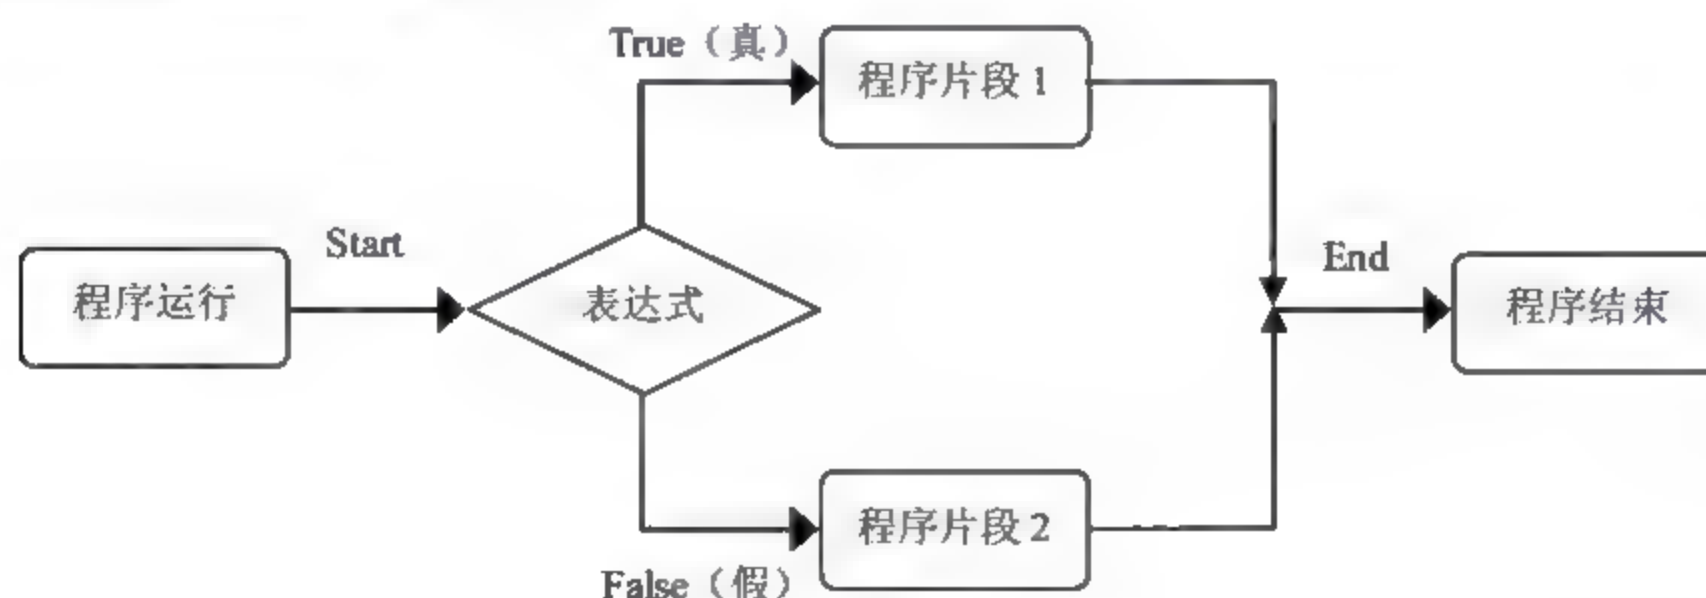 True（真）
程序片段 1
Start
程序运行
表达式
End
程序结束
程序片段 2
False（假）